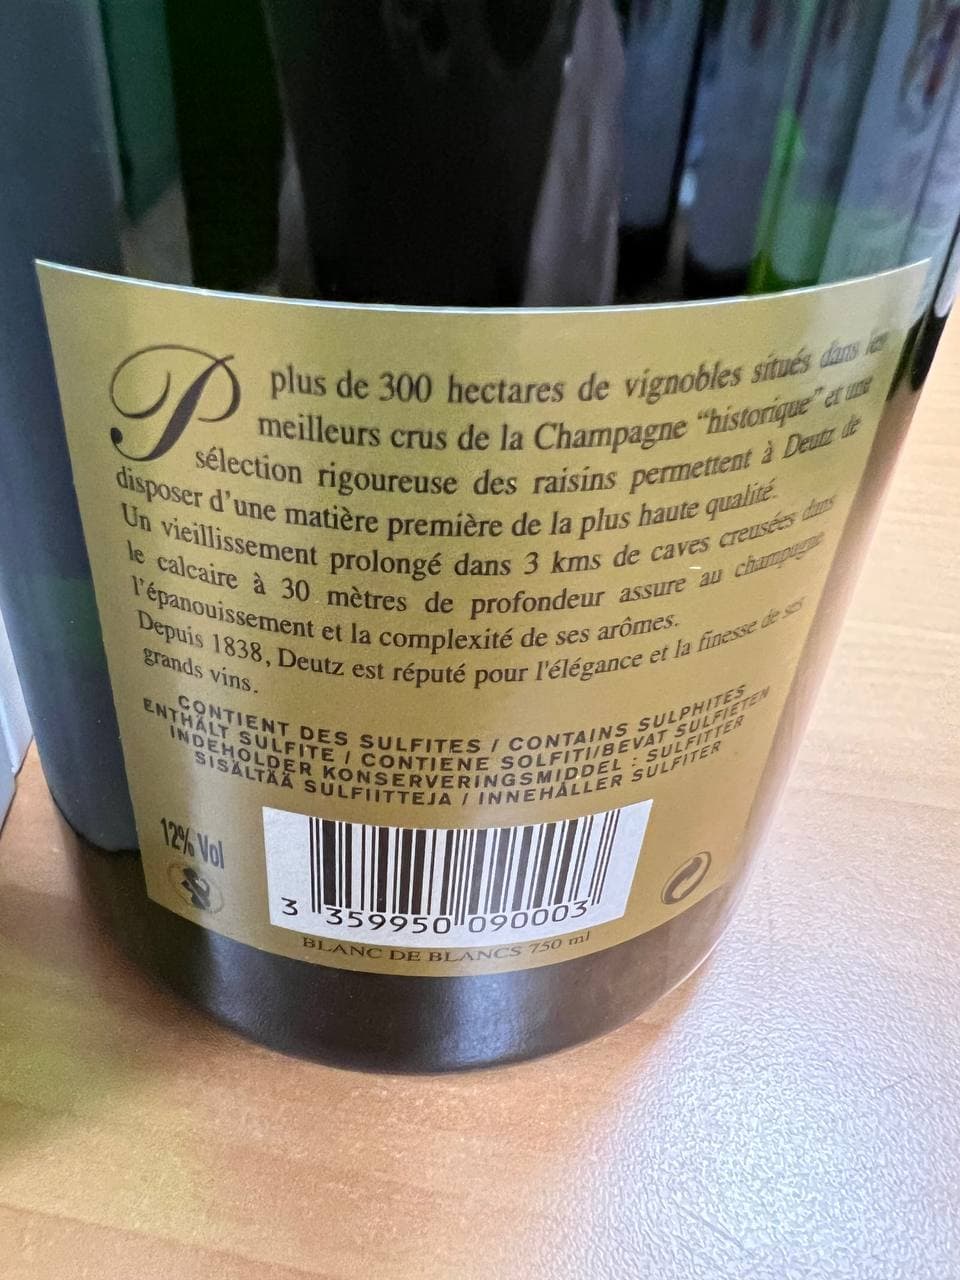 P plus de 300 hectares de vignobles situés dans les
meilleurs crus de la Champagne "historique" et une
sélection rigoureuse des raisins permettent à Deutz de
disposer d'une matière première de la plus haute qualité.
Un vieillissement prolongé dans 3 kms de caves creusées dans
le calcaire à 30 mètres de profondeur assure au champagne
l'épanouissement et la complexité de ses arômes.
Depuis 1838, Deutz est réputé pour l'élégance et la finesse de ses
grands vins.
CONTIENT DES SULFITES / CONTAINS SULPHITES
ENTHÄLT SULFITE / CONTIENE SOLFITI/BEVAT SULFIETEN
INDEHOLDER KONSERVERINGSMIDDEL : SULFITTER
SISÄLTÄÄ SULFIITTEJA / INNEHÅLLER SULFITER
12% Vol
3 359950 090003
BLANC DE BLANCS 750 ml